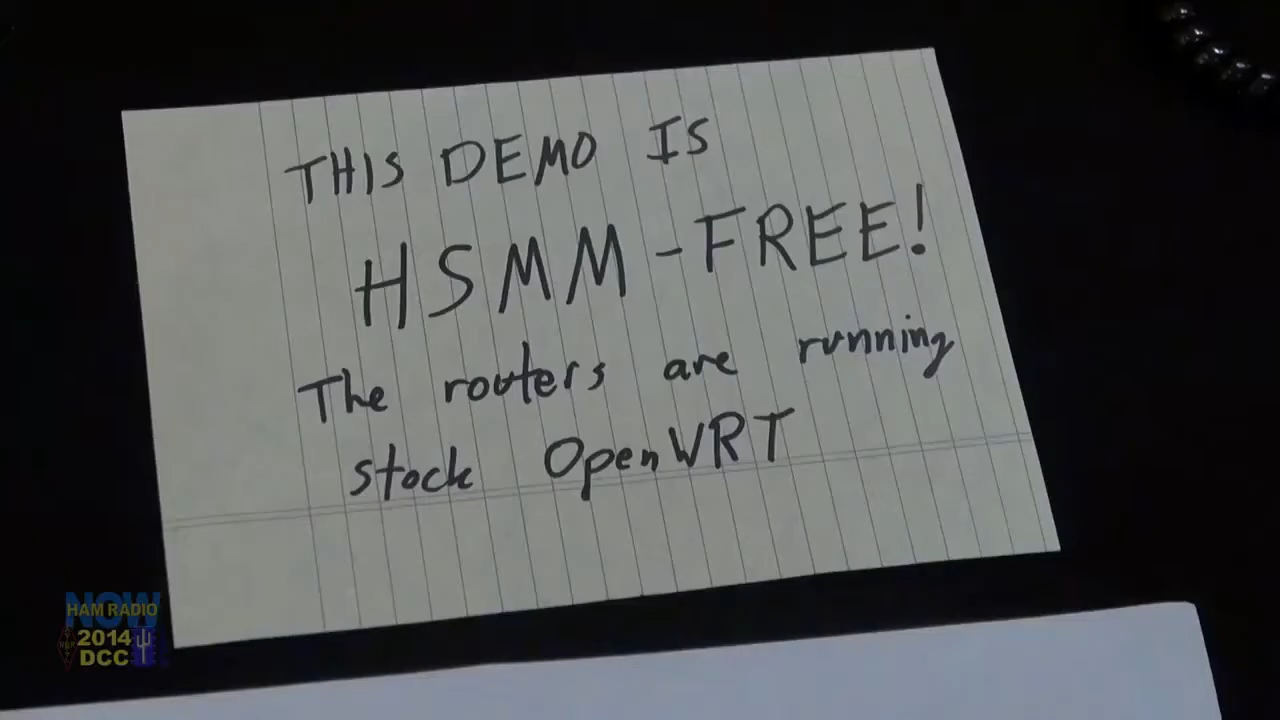 THIS DEMO IS
HSMM-FREE!
The routers are running
stock OpenWRT
NOW
HAM RADIO
2014
DCC